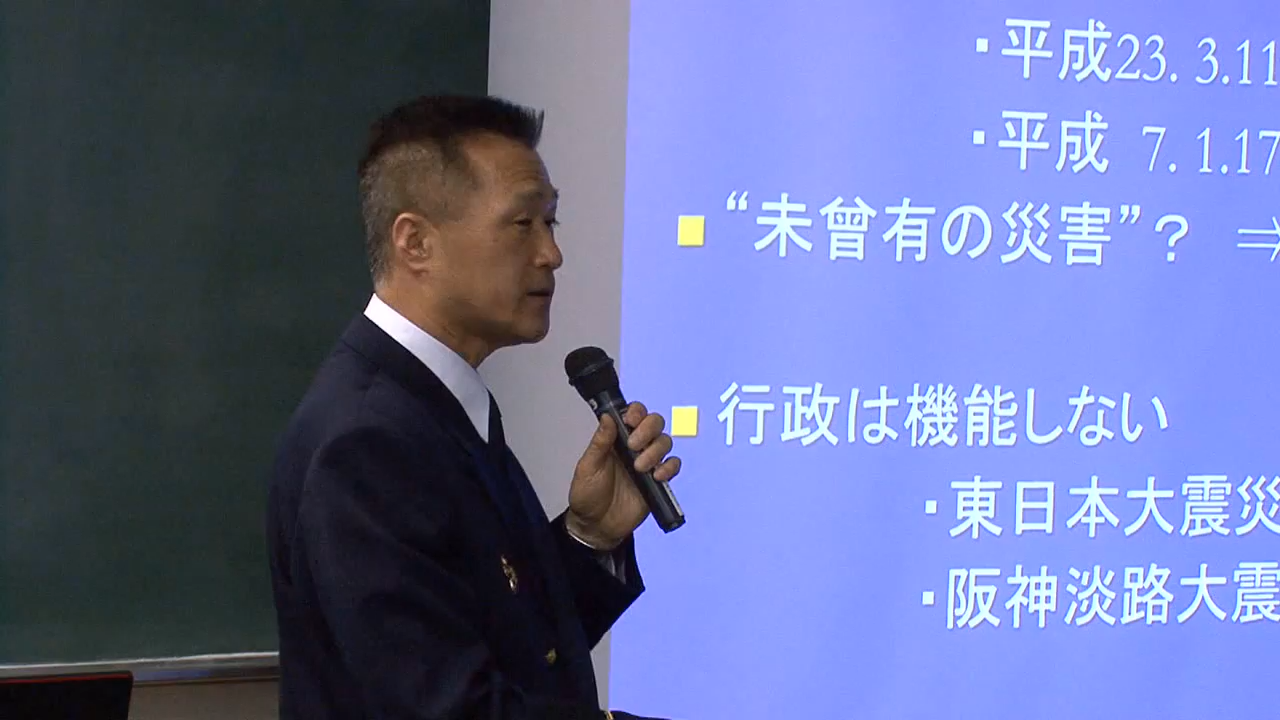 ・平成23. 3.11
・平成 7. 1.17
■ “未曾有の災害”？ ⇒
■ 行政は機能しない
・東日本大震災
・阪神淡路大震